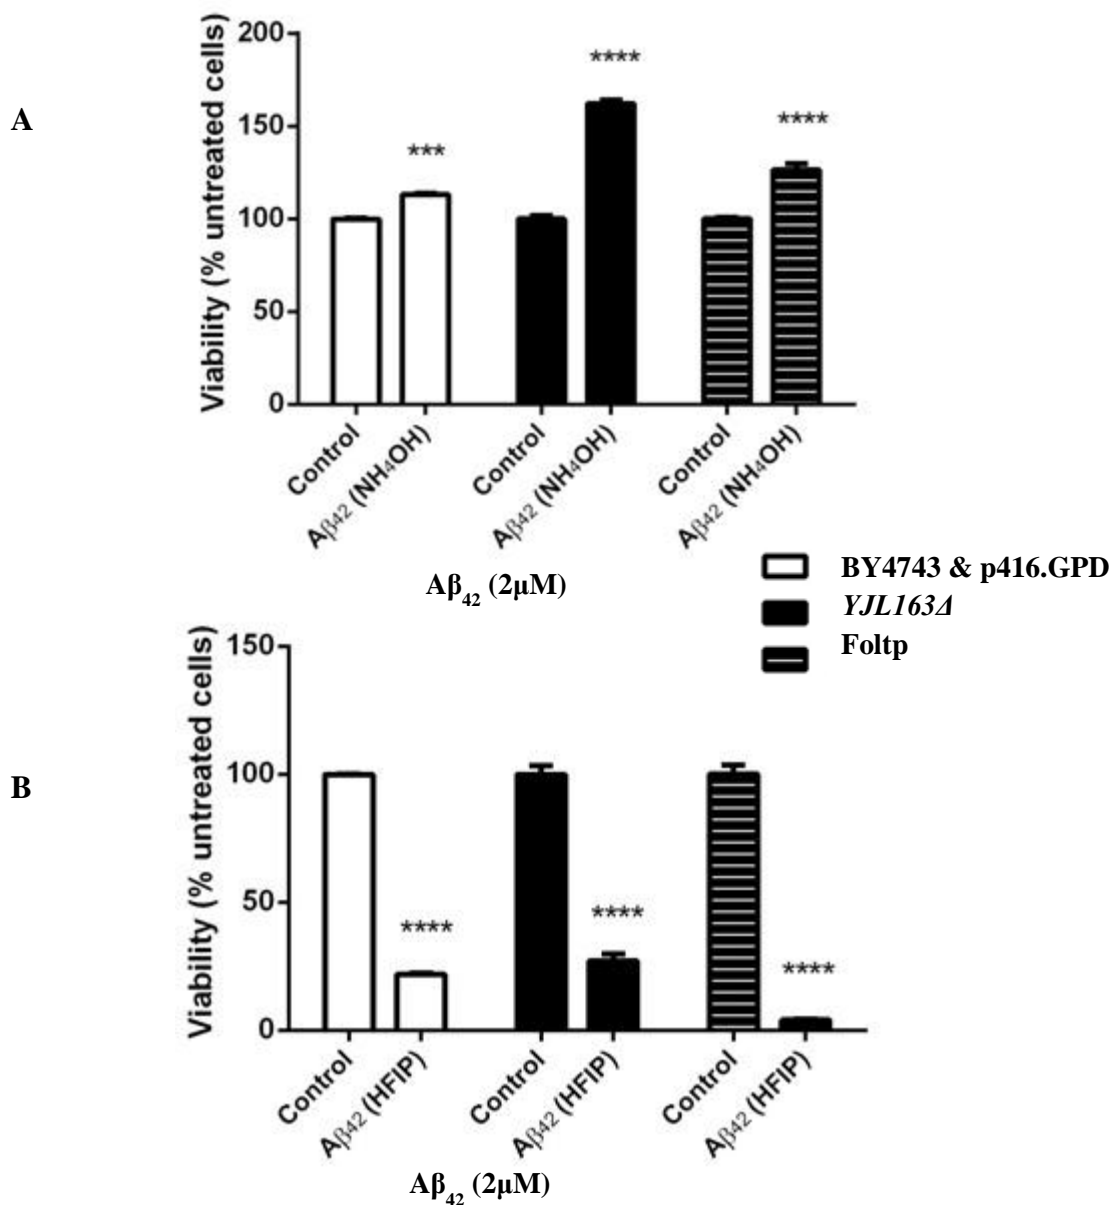 A
Viability (% untreated cells)
200
150
100
50
0
***
****
****
Control
Aβ42 (NH4OH)
Control
Aβ42 (NH4OH)
Control
Aβ42 (NH4OH)
Aβ42 (2μM)
BY4743 & p416.GPD
YJL163Δ
Foltp
B
Viability (% untreated cells)
150
100
50
0
****
****
****
Control
Aβ42 (HFIP)
Control
Aβ42 (HFIP)
Control
Aβ42 (HFIP)
Aβ42 (2μM)